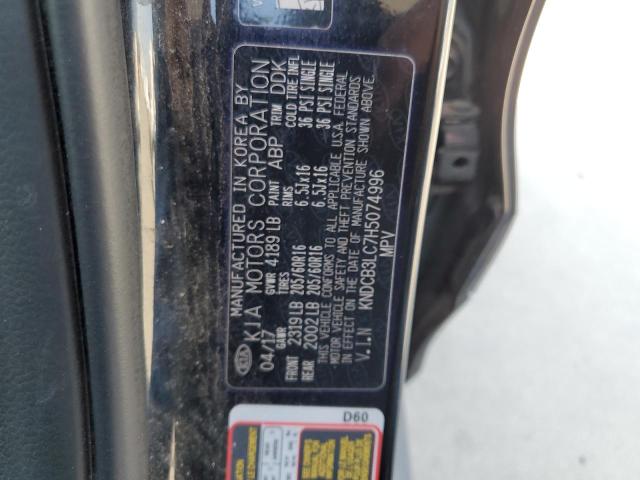 MANUFACTURED IN KOREA BY
KIA KIA MOTORS CORPORATION
04/17 GVWR 4189 LB PAINT ABP TRIM DDK
GAWR TIRES RIMS COLD TIRE INFL
FRONT 2319 LB 205/60R16 6.5Jx16 36 PSI SINGLE
REAR 2002 LB 205/60R16 6.5Jx16 36 PSI SINGLE
THIS VEHICLE CONFORMS TO ALL APPLICABLE U.S.A. FEDERAL
MOTOR VEHICLE SAFETY AND THEFT PREVENTION STANDARDS
IN EFFECT ON THE DATE OF MANUFACTURE SHOWN ABOVE.
V.I.N KNDCB3LC7H5074996
MPV
D60